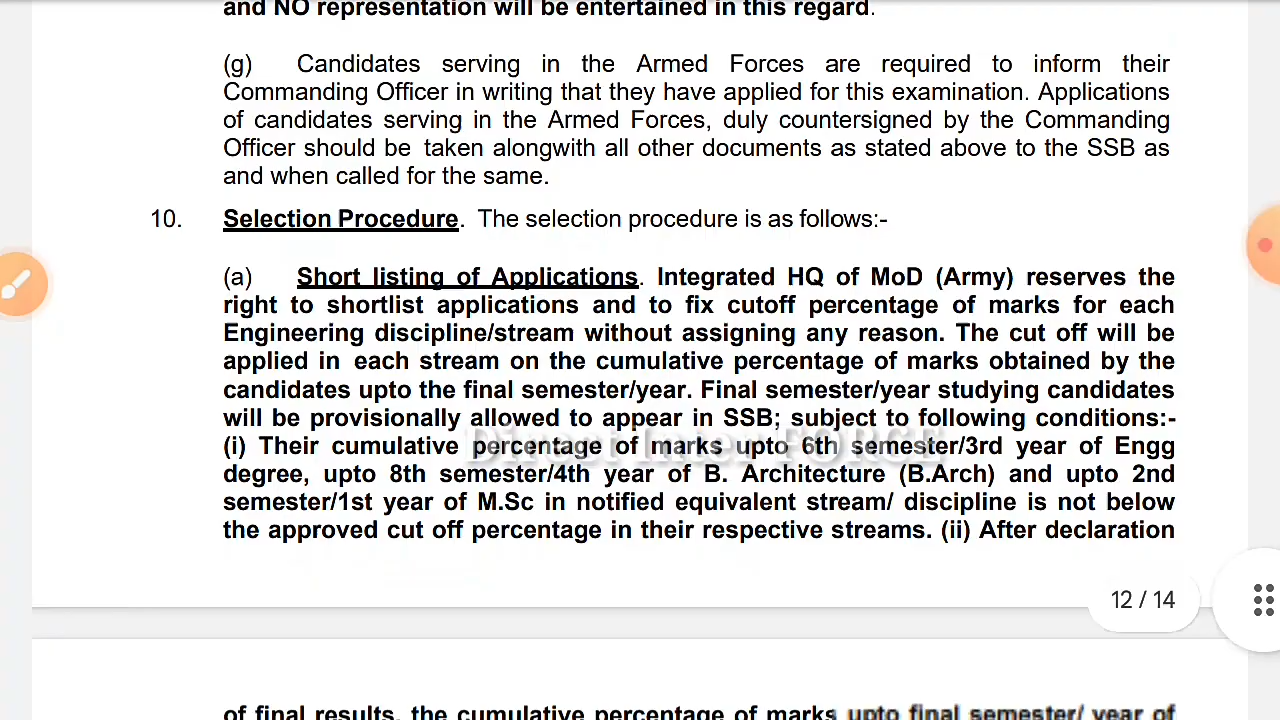 and NO representation will be entertained in this regard.
(g) Candidates serving in the Armed Forces are required to inform their
Commanding Officer in writing that they have applied for this examination. Applications
of candidates serving in the Armed Forces, duly countersigned by the Commanding
Officer should be taken alongwith all other documents as stated above to the SSB as
and when called for the same.
10. Selection Procedure. The selection procedure is as follows:-
(a) Short listing of Applications. Integrated HQ of MoD (Army) reserves the
right to shortlist applications and to fix cutoff percentage of marks for each
Engineering discipline/stream without assigning any reason. The cut off will be
applied in each stream on the cumulative percentage of marks obtained by the
candidates upto the final semester/year. Final semester/year studying candidates
will be provisionally allowed to appear in SSB; subject to following conditions:-
(i) Their cumulative percentage of marks upto 6th semester/3rd year of Engg
Direct Inter FORCE
degree, upto 8th semester/4th year of B. Architecture (B.Arch) and upto 2nd
semester/1st year of M.Sc in notified equivalent stream/ discipline is not below
the approved cut off percentage in their respective streams. (ii) After declaration
12 / 14
of final results, the cumulative percentage of marks upto final semester/ year of